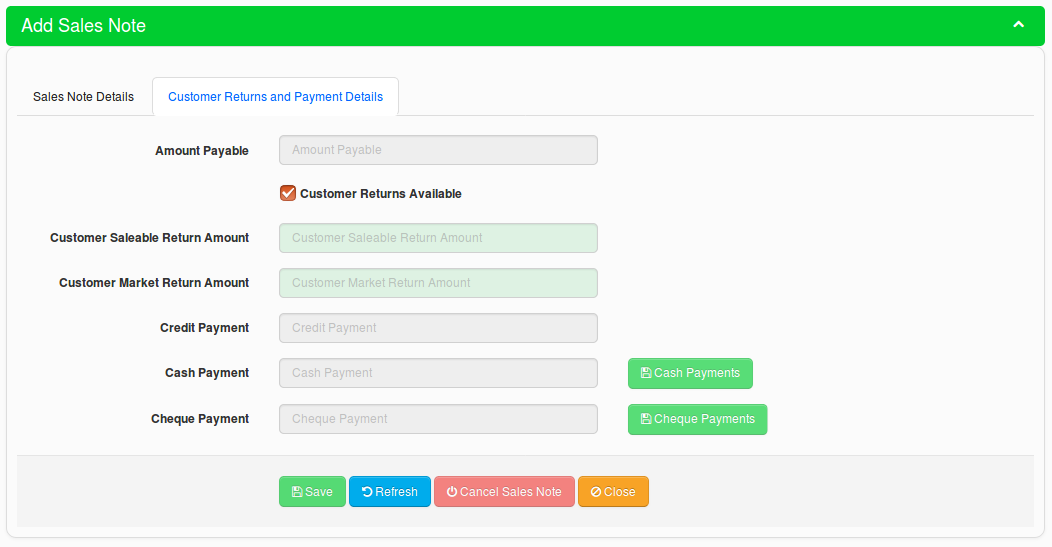 Add Sales Note
Sales Note Details
Customer Returns and Payment Details
Amount Payable
Amount Payable
Customer Returns Available
Customer Saleable Return Amount
Customer Saleable Return Amount
Customer Market Return Amount
Customer Market Return Amount
Credit Payment
Credit Payment
Cash Payment
Cash Payment
Cash Payments
Cheque Payment
Cheque Payment
Cheque Payments
Save
Refresh
Cancel Sales Note
Close